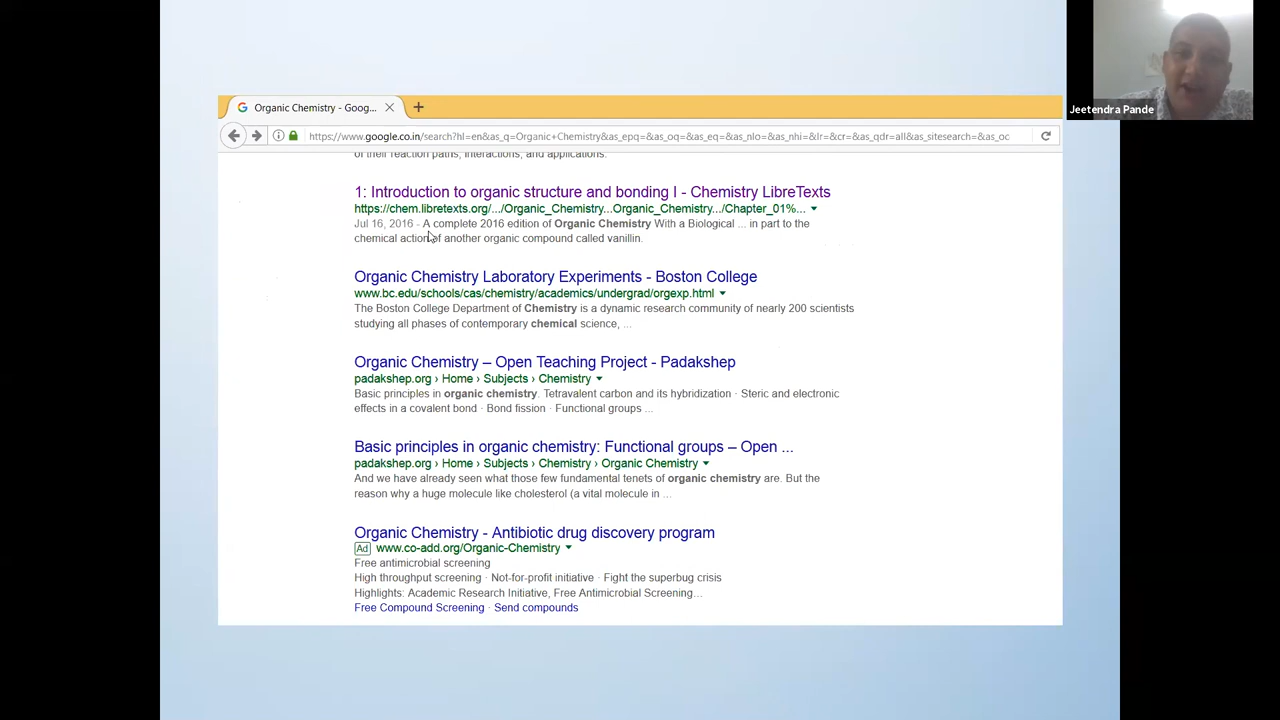 Organic Chemistry - Goog...
https://www.google.co.in/search?hl=en&as_q=Organic+Chemistry&as_epq=&as_oq=&as_eq=&as_nlo=&as_nhi=&lr=&cr=&as_qdr=all&as_sitesearch=&as_oc
of their reaction paths, interactions, and applications.
1: Introduction to organic structure and bonding I - Chemistry LibreTexts
https://chem.libretexts.org/.../Organic_Chemistry...Organic_Chemistry.../Chapter_01%...
Jul 16, 2016 - A complete 2016 edition of Organic Chemistry With a Biological ... in part to the
chemical action of another organic compound called vanillin.
Organic Chemistry Laboratory Experiments - Boston College
www.bc.edu/schools/cas/chemistry/academics/undergrad/orgexp.html
The Boston College Department of Chemistry is a dynamic research community of nearly 200 scientists
studying all phases of contemporary chemical science, ...
Organic Chemistry – Open Teaching Project - Padakshep
padakshep.org › Home › Subjects › Chemistry
Basic principles in organic chemistry. Tetravalent carbon and its hybridization · Steric and electronic
effects in a covalent bond · Bond fission · Functional groups ...
Basic principles in organic chemistry: Functional groups – Open ...
padakshep.org › Home › Subjects › Chemistry › Organic Chemistry
And we have already seen what those few fundamental tenets of organic chemistry are. But the
reason why a huge molecule like cholesterol (a vital molecule in ...
Organic Chemistry - Antibiotic drug discovery program
Ad www.co-add.org/Organic-Chemistry
Free antimicrobial screening
High throughput screening · Not-for-profit initiative · Fight the superbug crisis
Highlights: Academic Research Initiative, Free Antimicrobial Screening...
Free Compound Screening · Send compounds
Jeetendra Pande